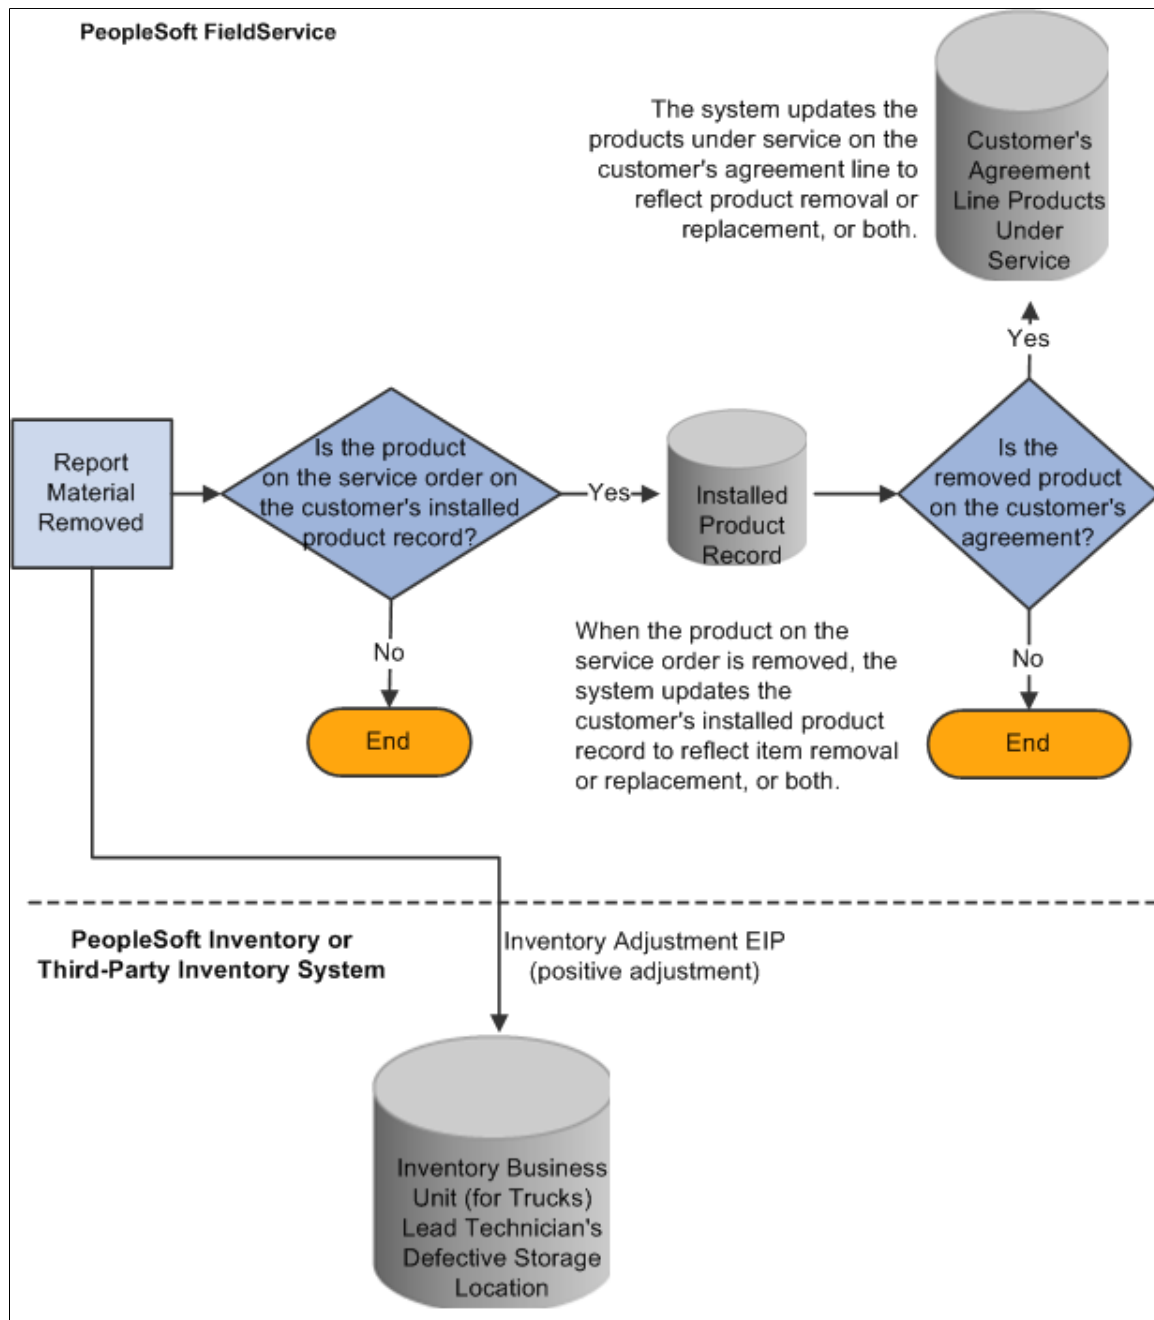 PeopleSoft FieldService
The system updates the
products under service on the
customer's agreement line to
reflect product removal or
replacement, or both.
Customer's
Agreement
Line Products
Under
Service
Yes
Report
Material
Removed
Is the product
on the service order on
the customer's installed
product record?
Yes
Installed
Product
Record
Is the
removed product
on the customer's
agreement?
No
End
When the product on the
service order is removed, the
system updates the
customer's installed product
record to reflect item removal
or replacement, or both.
No
End
PeopleSoft Inventory or
Third-Party Inventory System
Inventory Adjustment EIP
(positive adjustment)
Inventory Business
Unit (for Trucks)
Lead Technician's
Defective Storage
Location